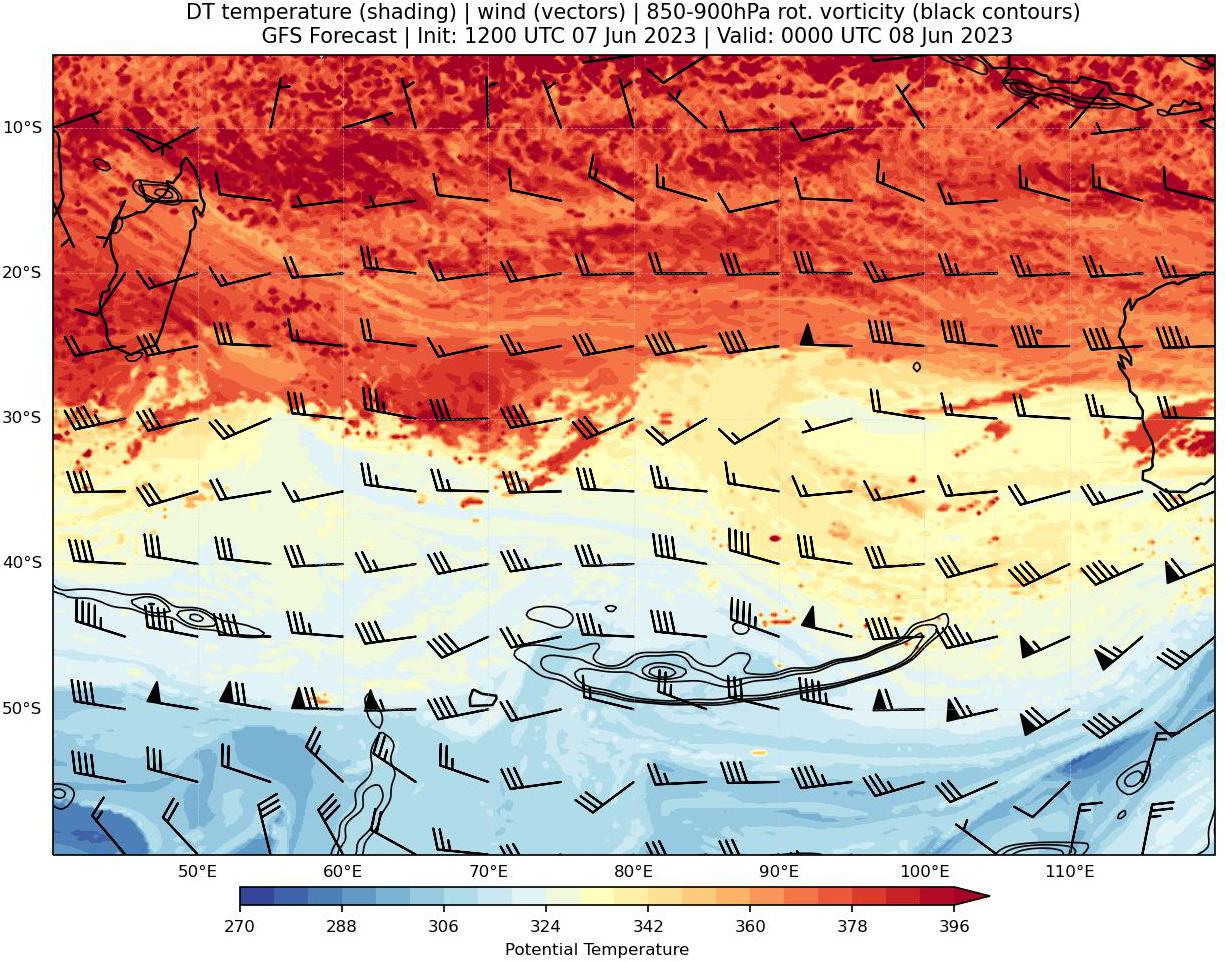 DT temperature (shading) | wind (vectors) | 850-900hPa rot. vorticity (black contours)
GFS Forecast | Init: 1200 UTC 07 Jun 2023 | Valid: 0000 UTC 08 Jun 2023
10°S
20°S
30°S
40°S
50°S
50°E 60°E 70°E 80°E 90°E 100°E 110°E
270 288 306 324 342 360 378 396
Potential Temperature